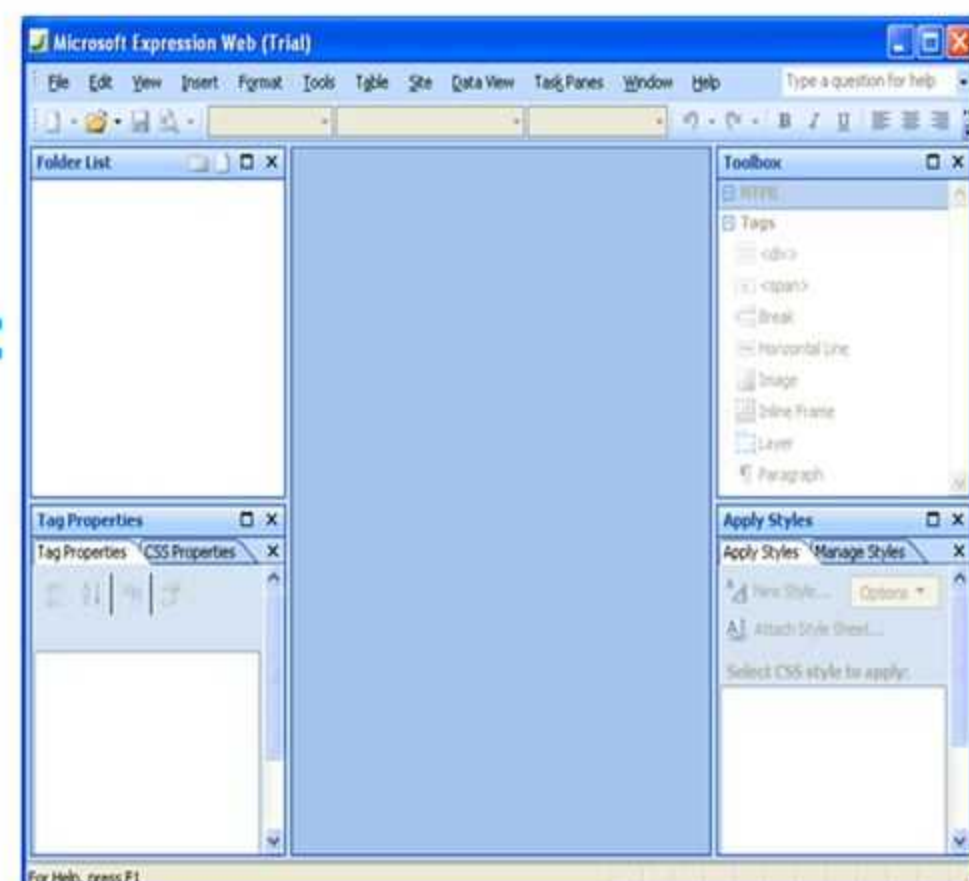 Microsoft Expression Web (Trial)
File Edit View Insert Format Tools Table Site Data View Task Panes Window Help Type a question for help
B I U
Folder List
Toolbox
HTML
Tags
<div>
<span>
Break
Horizontal Line
Image
Inline Frame
Layer
Paragraph
Tag Properties
Tag Properties CSS Properties
Apply Styles
Apply Styles Manage Styles
New Style... Options
Attach Style Sheet...
Select CSS style to apply:
For Help, press F1